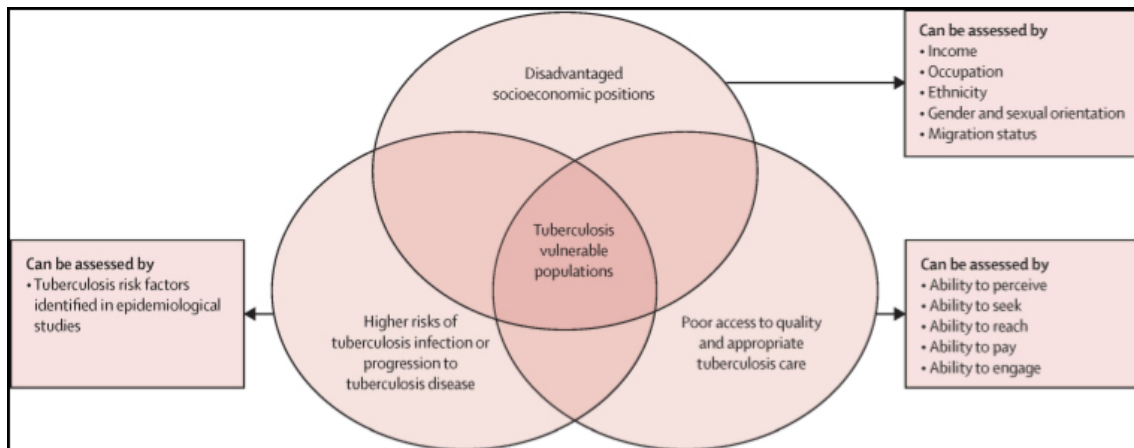 Disadvantaged
socioeconomic positions
Can be assessed by
• Income
• Occupation
• Ethnicity
• Gender and sexual orientation
• Migration status
Tuberculosis
vulnerable
populations
Can be assessed by
• Tuberculosis risk factors
identified in epidemiological
studies
Higher risks of
tuberculosis infection or
progression to
tuberculosis disease
Poor access to quality
and appropriate
tuberculosis care
Can be assessed by
• Ability to perceive
• Ability to seek
• Ability to reach
• Ability to pay
• Ability to engage